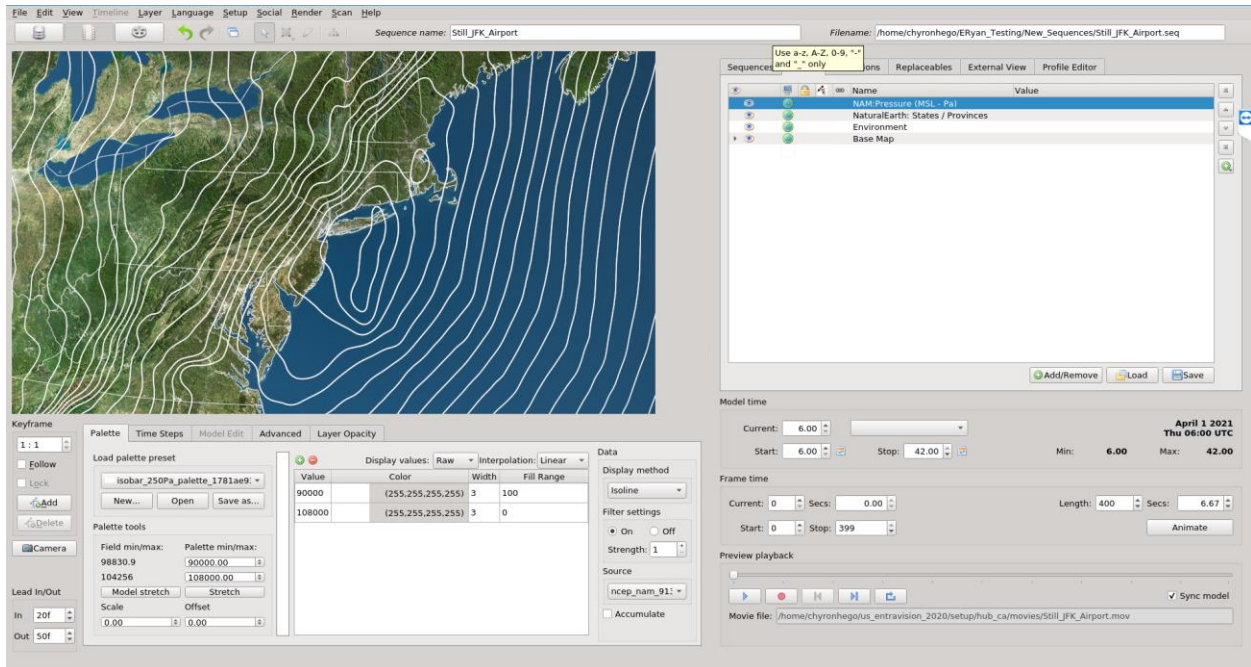 File Edit View Timeline Layer Language Setup Social Render Scan Help
Sequence name: Still_JFK_Airport
Filename: /home/chyronhego/ERyan_Testing/New_Sequences/Still_JFK_Airport.seq
Use a-z, A-Z, 0-9, "-"
and "_" only
Sequences ons Replaceables External View Profile Editor
Name Value
NAM:Pressure (MSL - Pa)
NaturalEarth: States / Provinces
Environment
Base Map
Add/Remove Load Save
Model time
Current: 6.00
April 1 2021
Thu 06:00 UTC
Start: 6.00 Stop: 42.00 Min: 6.00 Max: 42.00
Frame time
Current: 0 Secs: 0.00 Length: 400 Secs: 6.67
Start: 0 Stop: 399 Animate
Preview playback
Sync model
Movie file: /home/chyronhego/us_entravision_2020/setup/hub_ca/movies/Still_JFK_Airport.mov
Keyframe
1 : 1
Follow
Lock
Add
Delete
Camera
Lead In/Out
In 20f
Out 50f
Palette Time Steps Model Edit Advanced Layer Opacity
Load palette preset
isobar_250Pa_palette_1781ae9
New... Open Save as...
Palette tools
Field min/max: Palette min/max:
98830.9 90000.00
104256 108000.00
Model stretch Stretch
Scale Offset
0.00 0.00
Display values: Raw Interpolation: Linear
Value Color Width Fill Range
90000 (255,255,255,255) 3 100
108000 (255,255,255,255) 3 0
Data
Display method
Isoline
Filter settings
On Off
Strength: 1
Source
ncep_nam_91
Accumulate